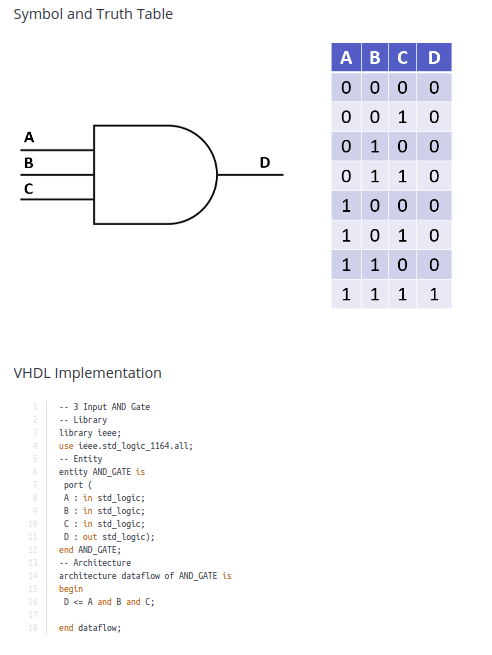 Symbol and Truth Table
A B C D
0 0 0 0
0 0 1 0
0 1 0 0
0 1 1 0
1 0 0 0
1 0 1 0
1 1 0 0
1 1 1 1
A
B
C
D
VHDL Implementation
1 -- 3 Input AND Gate
2 -- Library
3 library ieee;
4 use ieee.std_logic_1164.all;
5 -- Entity
6 entity AND_GATE is
7 port (
8 A : in std_logic;
9 B : in std_logic;
10 C : in std_logic;
11 D : out std_logic);
12 end AND_GATE;
13 -- Architecture
14 architecture dataflow of AND_GATE is
15 begin
16 D <= A and B and C;
17
18 end dataflow;